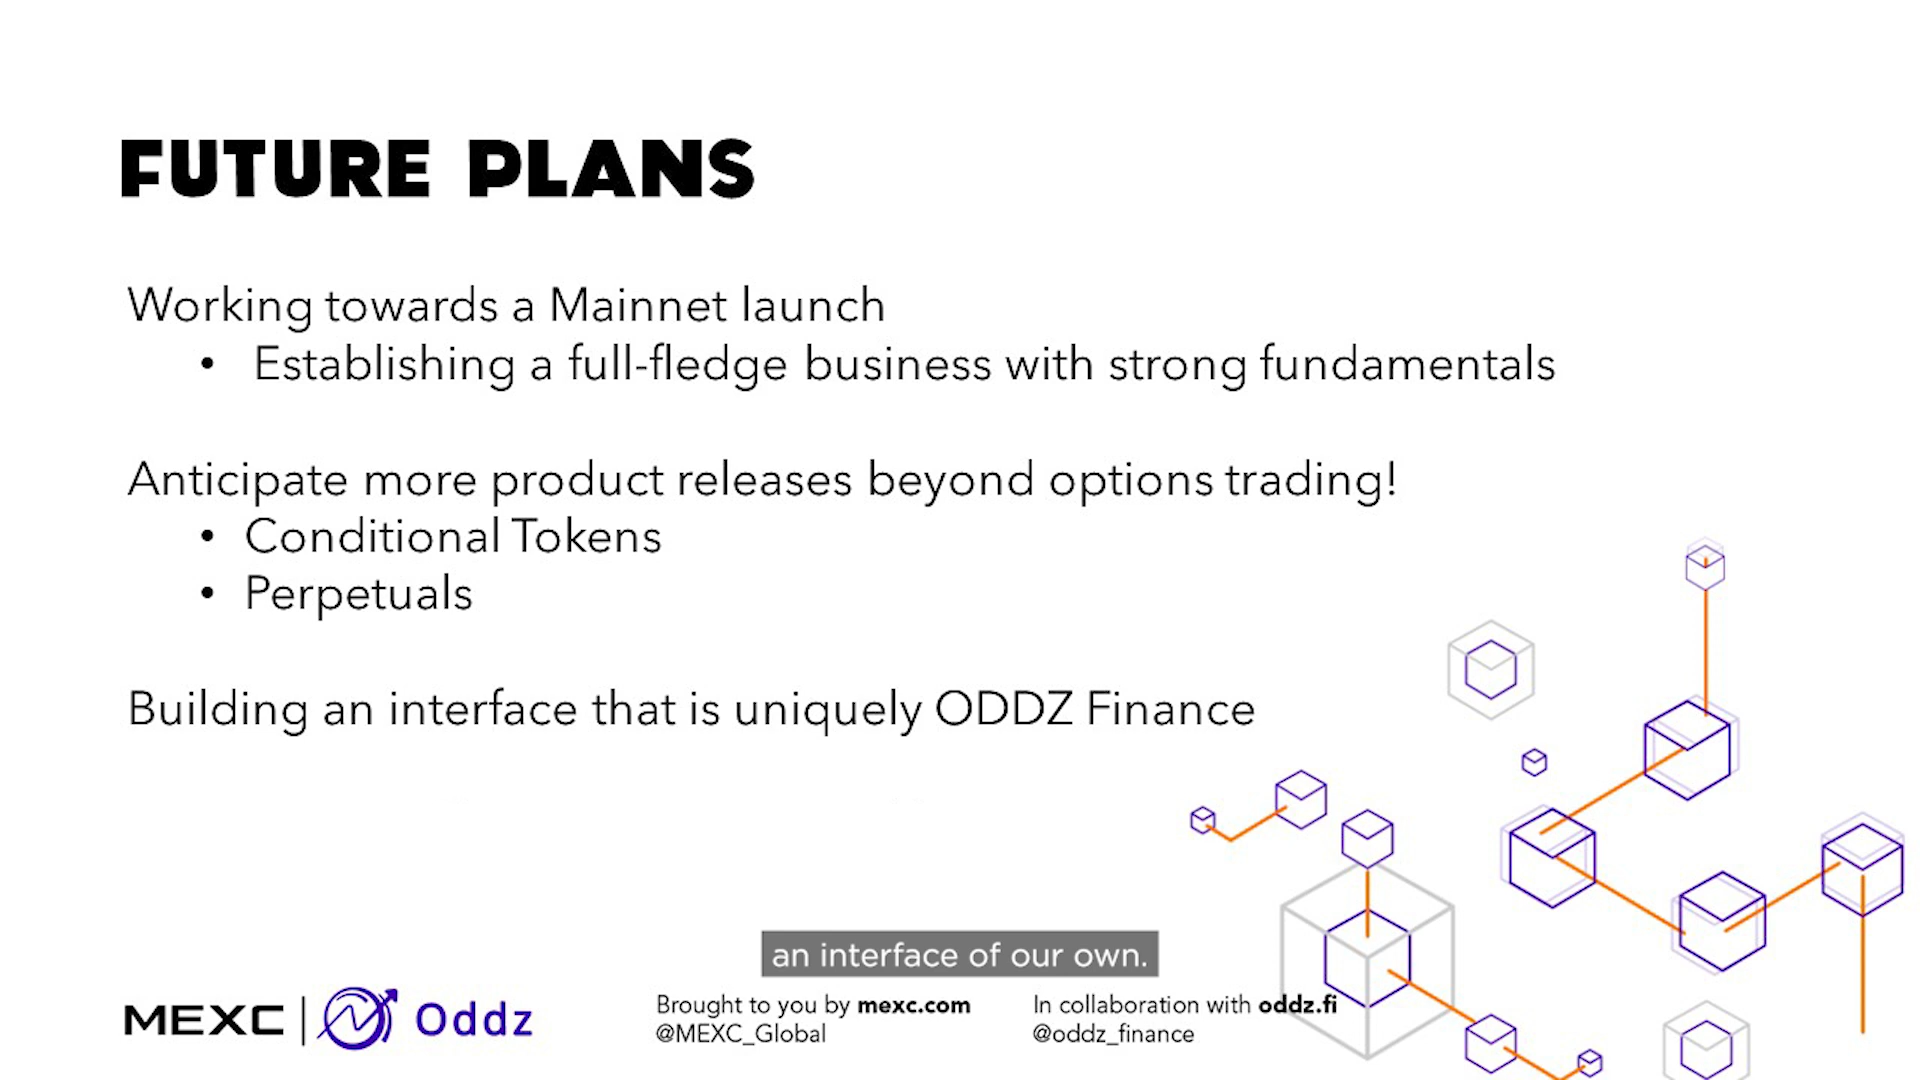 FUTURE PLANS
Working towards a Mainnet launch
• Establishing a full-fledge business with strong fundamentals
Anticipate more product releases beyond options trading!
• Conditional Tokens
• Perpetuals
Building an interface that is uniquely ODDZ Finance
an interface of our own.
MEXC | Oddz
Brought to you by mexc.com
@MEXC_Global
In collaboration with oddz.fi
@oddz_finance